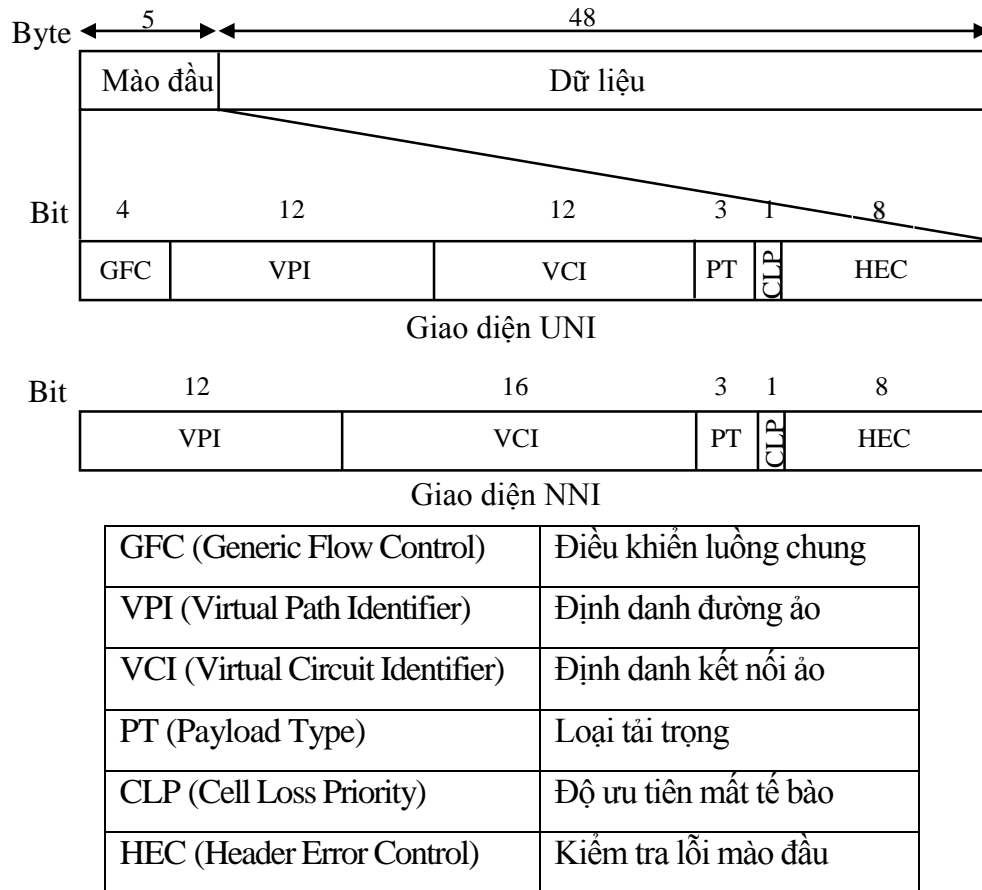 Byte 5 48
Mào đầu Dữ liệu
Bit 4 12 12 3 1 8
GFC VPI VCI PT CLP HEC
Giao diện UNI
Bit 12 16 3 1 8
VPI VCI PT CLP HEC
Giao diện NNI
GFC (Generic Flow Control) Điều khiển luồng chung
VPI (Virtual Path Identifier) Định danh đường ảo
VCI (Virtual Circuit Identifier) Định danh kết nối ảo
PT (Payload Type) Loại tải trọng
CLP (Cell Loss Priority) Độ ưu tiên mất tế bào
HEC (Header Error Control) Kiểm tra lỗi mào đầu